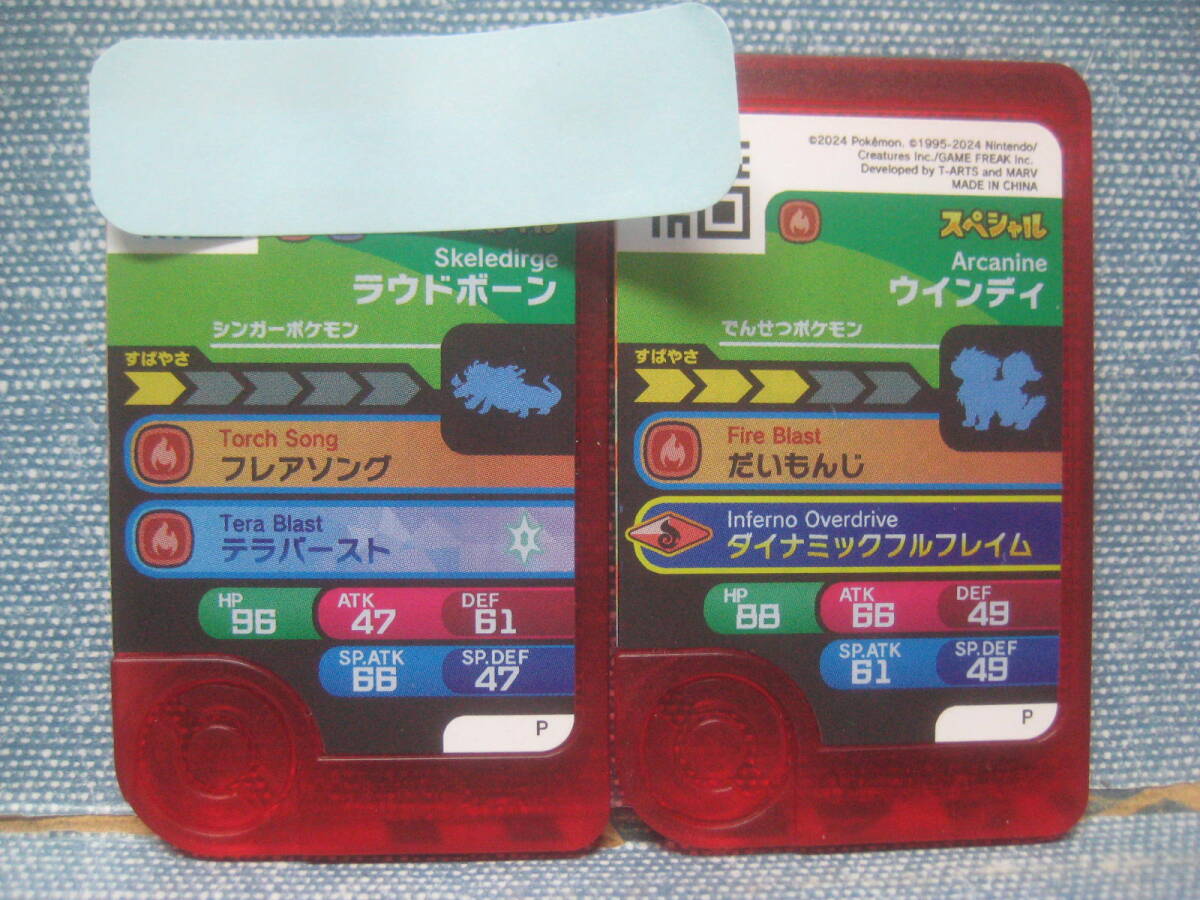 Skeledirge
ラウドボーン
シンガーポケモン
すばやさ
Torch Song
フレアソング
Tera Blast
テラバースト
HP
96
ATK
47
DEF
61
SP.ATK
66
SP.DEF
47
P
©2024 Pokémon. ©1995-2024 Nintendo/
Creatures Inc./GAME FREAK Inc.
Developed by T-ARTS and MARV
MADE IN CHINA
スペシャル
Arcanine
ウインディ
でんせつポケモン
すばやさ
Fire Blast
だいもんじ
Inferno Overdrive
ダイナミックフルフレイム
HP
88
ATK
66
DEF
49
SP.ATK
61
SP.DEF
49
P